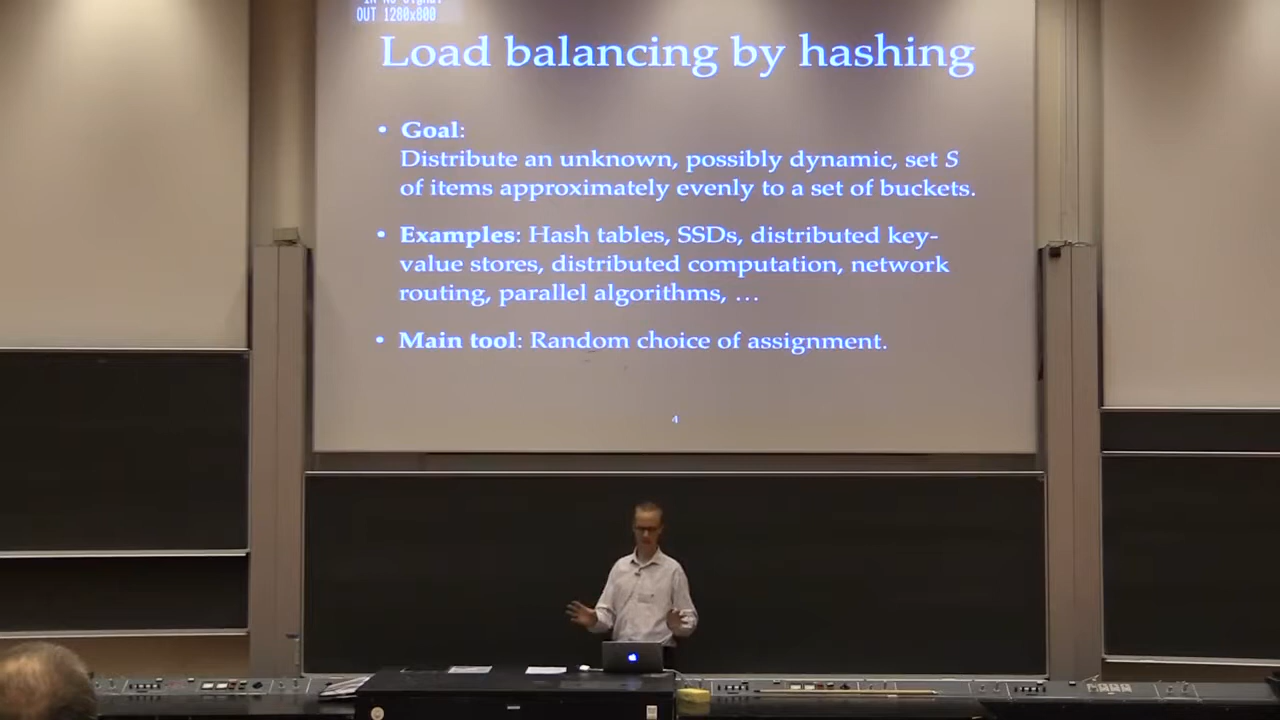 OUT 1280x800
Load balancing by hashing
• Goal:
Distribute an unknown, possibly dynamic, set S
of items approximately evenly to a set of buckets.
• Examples: Hash tables, SSDs, distributed key-
value stores, distributed computation, network
routing, parallel algorithms, …
• Main tool: Random choice of assignment.
4